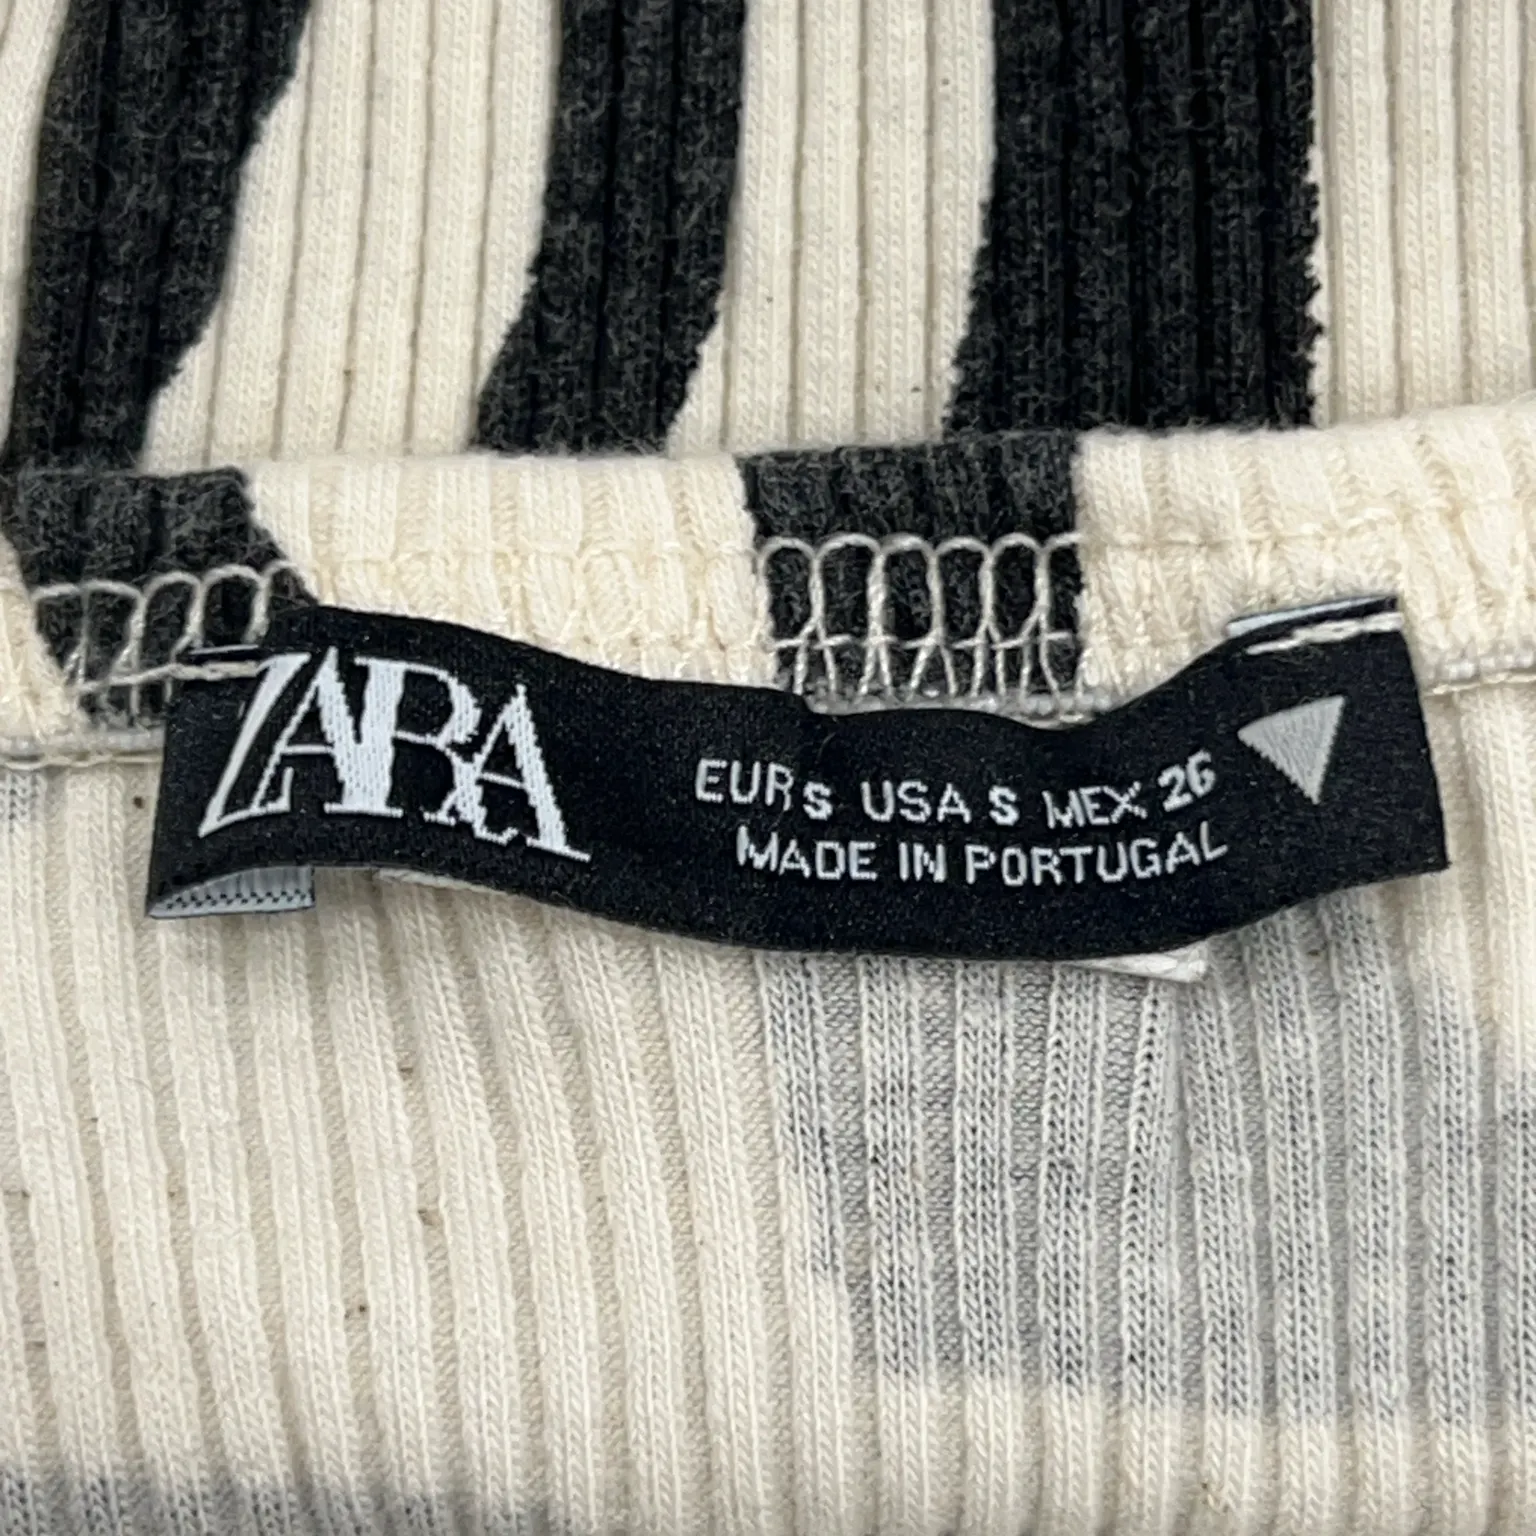 ZARA
EUR S USA S MEX 26
MADE IN PORTUGAL